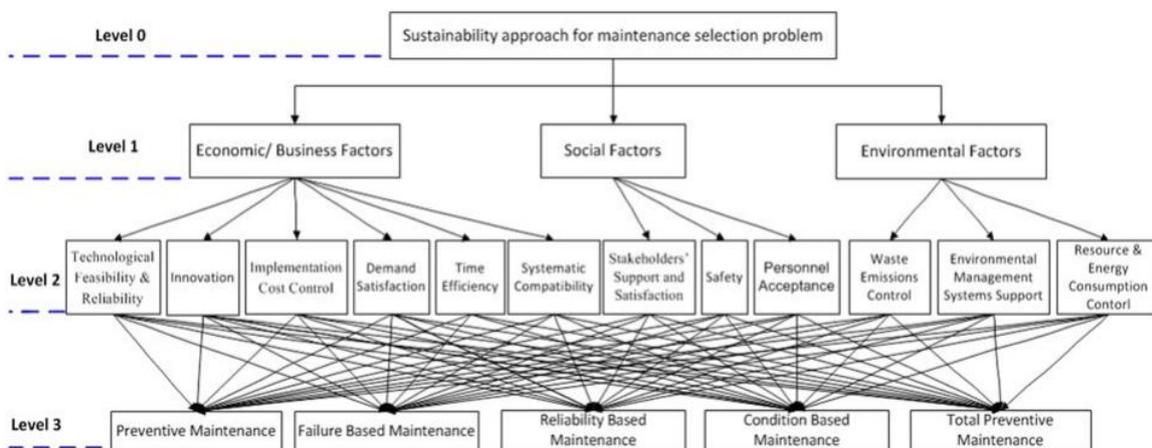 Level 0
Sustainability approach for maintenance selection problem
Level 1
Economic/ Business Factors
Social Factors
Environmental Factors
Level 2
Technological
Feasibility &
Reliability
Innovation
Implementation
Cost Control
Demand
Satisfaction
Time
Efficiency
Systematic
Compatibility
Stakeholders'
Support and
Satisfaction
Safety
Personnel
Acceptance
Waste
Emissions
Control
Environmental
Management
Systems Support
Resource &
Energy
Consumption
Contorl
Level 3
Preventive Maintenance
Failure Based Maintenance
Reliability Based
Maintenance
Condition Based
Maintenance
Total Preventive
Maintenance